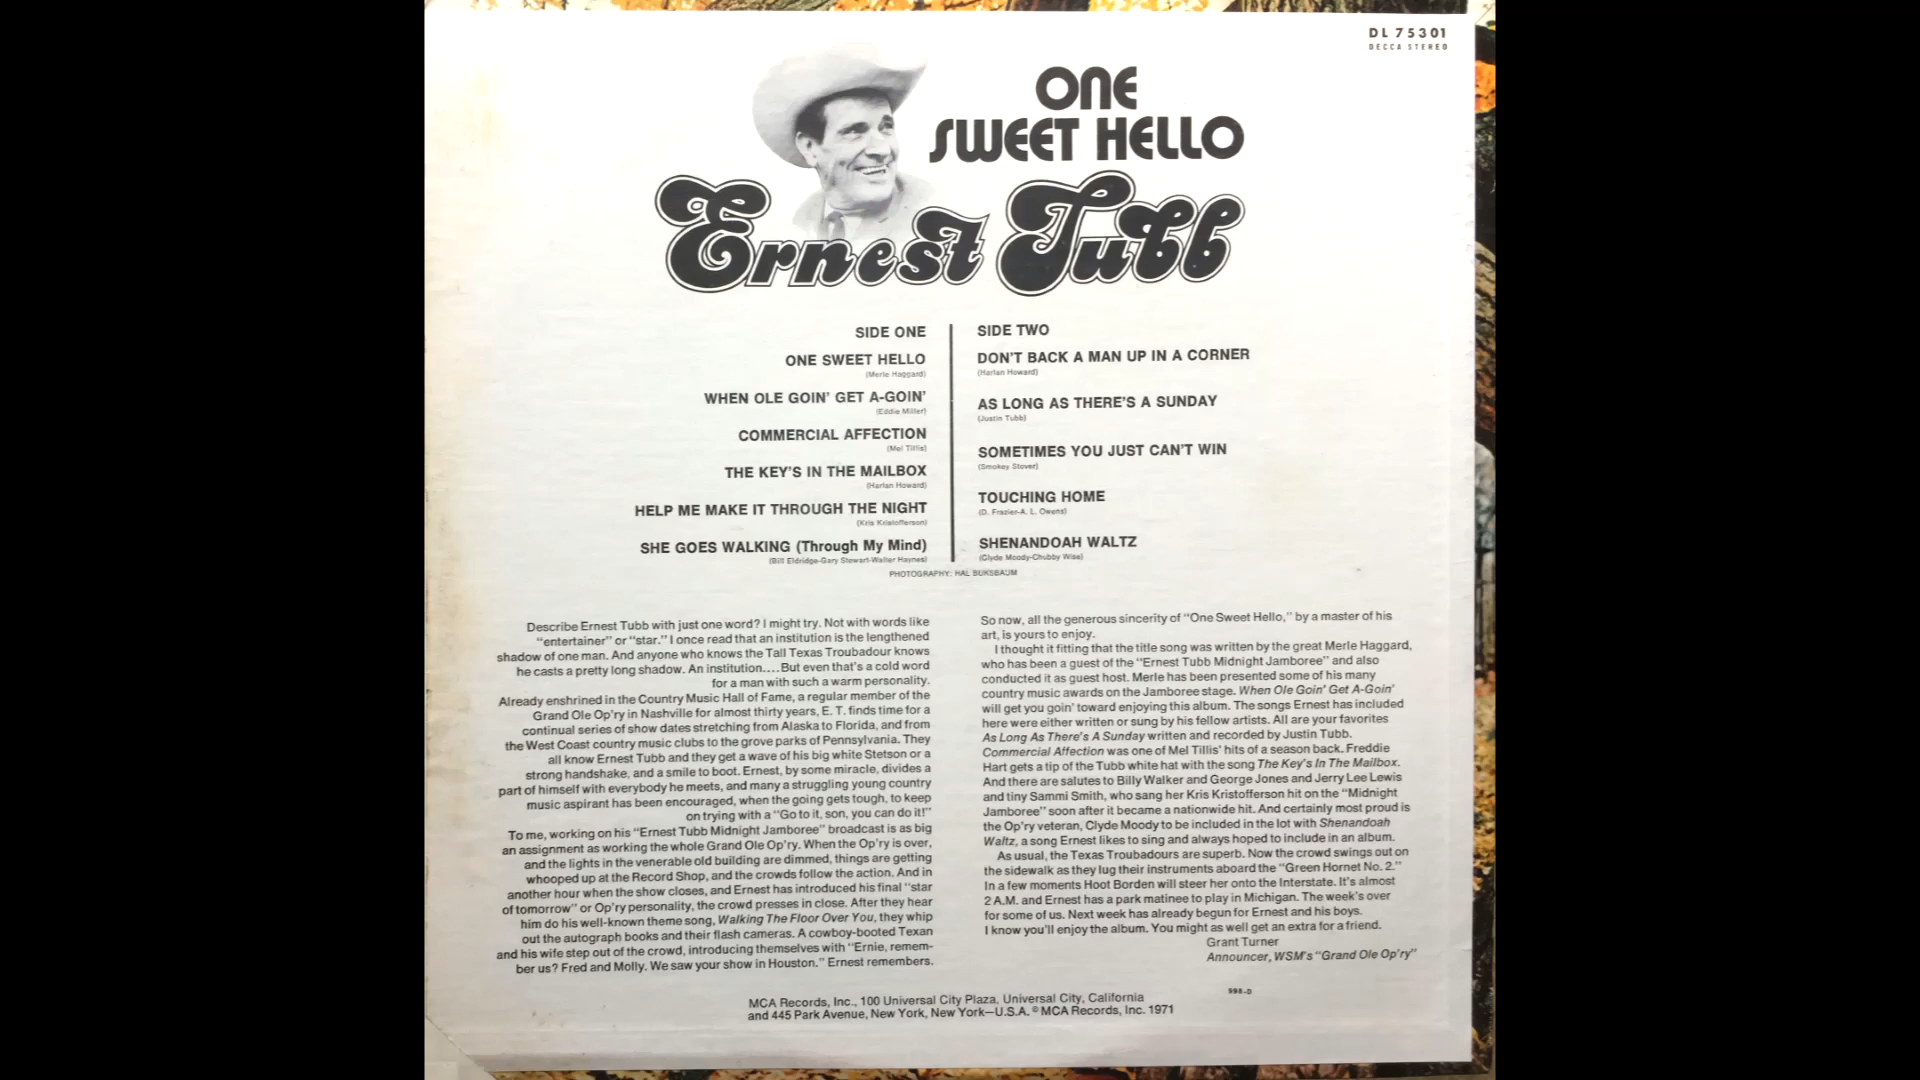 DL 75301
DECCA STEREO
ONE
SWEET HELLO
Ernest Tubb
SIDE ONE
ONE SWEET HELLO
(Merle Haggard)
WHEN OLE GOIN' GET A-GOIN'
(Eddie Miller)
COMMERCIAL AFFECTION
(Mel Tillis)
THE KEY'S IN THE MAILBOX
(Harlan Howard)
HELP ME MAKE IT THROUGH THE NIGHT
(Kris Kristofferson)
SHE GOES WALKING (Through My Mind)
(Bill Eldridge-Gary Stewart-Walter Haynes)
SIDE TWO
DON'T BACK A MAN UP IN A CORNER
(Harlan Howard)
AS LONG AS THERE'S A SUNDAY
(Justin Tubb)
SOMETIMES YOU JUST CAN'T WIN
(Smokey Stover)
TOUCHING HOME
(D. Frazier-A. L. Owens)
SHENANDOAH WALTZ
(Clyde Moody-Chubby Wise)
PHOTOGRAPHY: HAL BUKSBAUM
Describe Ernest Tubb with just one word? I might try. Not with words like
"entertainer" or "star." I once read that an institution is the lengthened
shadow of one man. And anyone who knows the Tall Texas Troubadour knows
he casts a pretty long shadow. An institution....But even that's a cold word
for a man with such a warm personality.
Already enshrined in the Country Music Hall of Fame, a regular member of the
Grand Ole Op'ry in Nashville for almost thirty years, E. T. finds time for a
continual series of show dates stretching from Alaska to Florida, and from
the West Coast country music clubs to the grove parks of Pennsylvania. They
all know Ernest Tubb and they get a wave of his big white Stetson or a
strong handshake, and a smile to boot. Ernest, by some miracle, divides a
part of himself with everybody he meets, and many a struggling young country
music aspirant has been encouraged, when the going gets tough, to keep
on trying with a "Go to it, son, you can do it!"
To me, working on his "Ernest Tubb Midnight Jamboree" broadcast is as big
an assignment as working the whole Grand Ole Op'ry. When the Op'ry is over,
and the lights in the venerable old building are dimmed, things are getting
whooped up at the Record Shop, and the crowds follow the action. And in
another hour when the show closes, and Ernest has introduced his final "star
of tomorrow" or Op'ry personality, the crowd presses in close. After they hear
him do his well-known theme song, Walking The Floor Over You, they whip
out the autograph books and their flash cameras. A cowboy-booted Texan
and his wife step out of the crowd, introducing themselves with "Ernie, remem-
ber us? Fred and Molly. We saw your show in Houston." Ernest remembers.
So now, all the generous sincerity of "One Sweet Hello," by a master of his
art, is yours to enjoy.
I thought it fitting that the title song was written by the great Merle Haggard,
who has been a guest of the "Ernest Tubb Midnight Jamboree" and also
conducted it as guest host. Merle has been presented some of his many
country music awards on the Jamboree stage. When Ole Goin' Get A-Goin'
will get you goin' toward enjoying this album. The songs Ernest has included
here were either written or sung by his fellow artists. All are your favorites
As Long As There's A Sunday written and recorded by Justin Tubb.
Commercial Affection was one of Mel Tillis' hits of a season back. Freddie
Hart gets a tip of the Tubb white hat with the song The Key's In The Mailbox.
And there are salutes to Billy Walker and George Jones and Jerry Lee Lewis
and tiny Sammi Smith, who sang her Kris Kristofferson hit on the "Midnight
Jamboree" soon after it became a nationwide hit. And certainly most proud is
the Op'ry veteran, Clyde Moody to be included in the lot with Shenandoah
Waltz, a song Ernest likes to sing and always hoped to include in an album.
As usual, the Texas Troubadours are superb. Now the crowd swings out on
the sidewalk as they lug their instruments aboard the "Green Hornet No. 2."
In a few moments Hoot Borden will steer her onto the Interstate. It's almost
2 A.M. and Ernest has a park matinee to play in Michigan. The week's over
for some of us. Next week has already begun for Ernest and his boys.
I know you'll enjoy the album. You might as well get an extra for a friend.
Grant Turner
Announcer, WSM's "Grand Ole Op'ry"
998-D
MCA Records, Inc., 100 Universal City Plaza, Universal City, California
and 445 Park Avenue, New York, New York—U.S.A. ® MCA Records, Inc. 1971